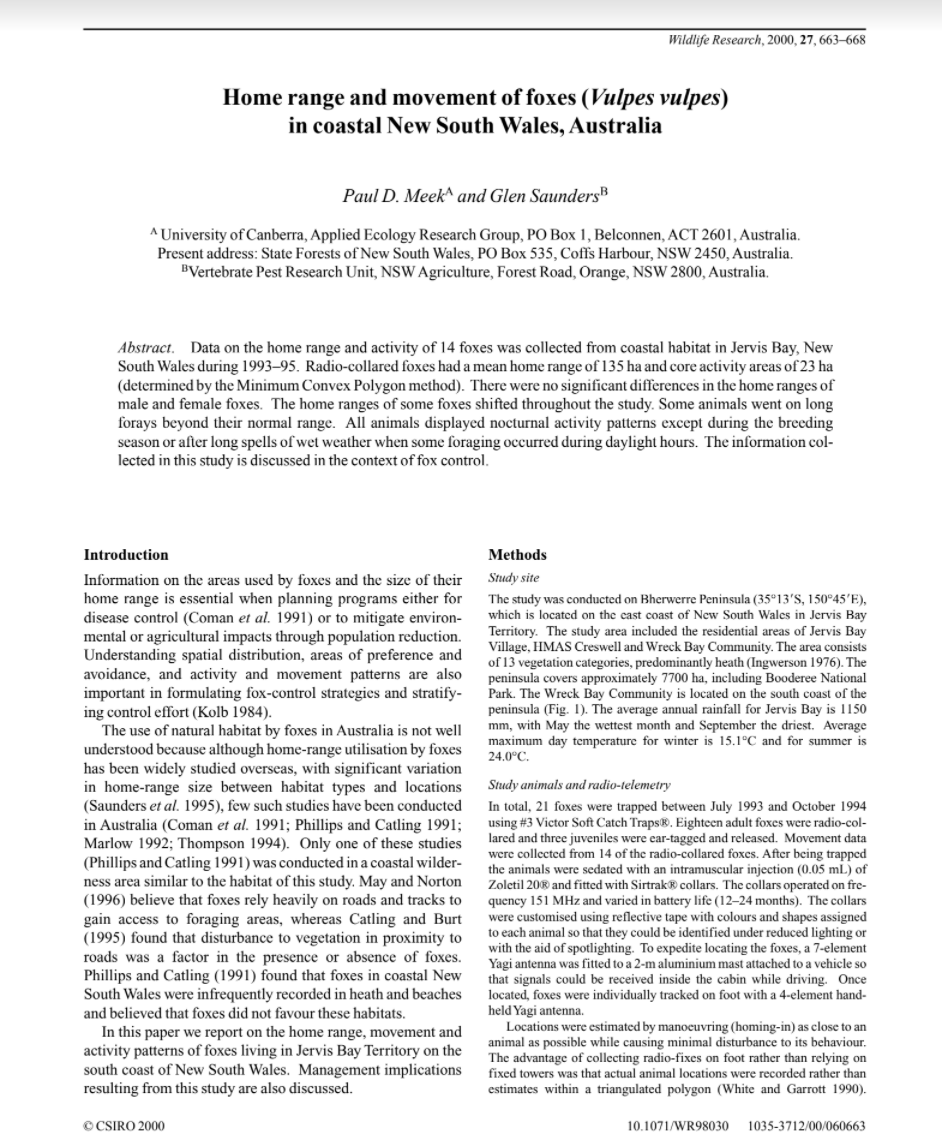 Wildlife Research, 2000, 27, 663–668
Home range and movement of foxes (Vulpes vulpes)
in coastal New South Wales, Australia
Paul D. Meekᴬ and Glen Saundersᴮ
ᴬ University of Canberra, Applied Ecology Research Group, PO Box 1, Belconnen, ACT 2601, Australia.
Present address: State Forests of New South Wales, PO Box 535, Coffs Harbour, NSW 2450, Australia.
ᴮVertebrate Pest Research Unit, NSW Agriculture, Forest Road, Orange, NSW 2800, Australia.
Abstract. Data on the home range and activity of 14 foxes was collected from coastal habitat in Jervis Bay, New
South Wales during 1993–95. Radio-collared foxes had a mean home range of 135 ha and core activity areas of 23 ha
(determined by the Minimum Convex Polygon method). There were no significant differences in the home ranges of
male and female foxes. The home ranges of some foxes shifted throughout the study. Some animals went on long
forays beyond their normal range. All animals displayed nocturnal activity patterns except during the breeding
season or after long spells of wet weather when some foraging occurred during daylight hours. The information col-
lected in this study is discussed in the context of fox control.
Introduction
Information on the areas used by foxes and the size of their
home range is essential when planning programs either for
disease control (Coman et al. 1991) or to mitigate environ-
mental or agricultural impacts through population reduction.
Understanding spatial distribution, areas of preference and
avoidance, and activity and movement patterns are also
important in formulating fox-control strategies and stratify-
ing control effort (Kolb 1984).
The use of natural habitat by foxes in Australia is not well
understood because although home-range utilisation by foxes
has been widely studied overseas, with significant variation
in home-range size between habitat types and locations
(Saunders et al. 1995), few such studies have been conducted
in Australia (Coman et al. 1991; Phillips and Catling 1991;
Marlow 1992; Thompson 1994). Only one of these studies
(Phillips and Catling 1991) was conducted in a coastal wilder-
ness area similar to the habitat of this study. May and Norton
(1996) believe that foxes rely heavily on roads and tracks to
gain access to foraging areas, whereas Catling and Burt
(1995) found that disturbance to vegetation in proximity to
roads was a factor in the presence or absence of foxes.
Phillips and Catling (1991) found that foxes in coastal New
South Wales were infrequently recorded in heath and beaches
and believed that foxes did not favour these habitats.
In this paper we report on the home range, movement and
activity patterns of foxes living in Jervis Bay Territory on the
south coast of New South Wales. Management implications
resulting from this study are also discussed.
Methods
Study site
The study was conducted on Bherwerre Peninsula (35°13′S, 150°45′E),
which is located on the east coast of New South Wales in Jervis Bay
Territory. The study area included the residential areas of Jervis Bay
Village, HMAS Creswell and Wreck Bay Community. The area consists
of 13 vegetation categories, predominantly heath (Ingwerson 1976). The
peninsula covers approximately 7700 ha, including Booderee National
Park. The Wreck Bay Community is located on the south coast of the
peninsula (Fig. 1). The average annual rainfall for Jervis Bay is 1150
mm, with May the wettest month and September the driest. Average
maximum day temperature for winter is 15.1°C and for summer is
24.0°C.
Study animals and radio-telemetry
In total, 21 foxes were trapped between July 1993 and October 1994
using #3 Victor Soft Catch Traps®. Eighteen adult foxes were radio-col-
lared and three juveniles were ear-tagged and released. Movement data
were collected from 14 of the radio-collared foxes. After being trapped
the animals were sedated with an intramuscular injection (0.05 mL) of
Zoletil 20® and fitted with Sirtrak® collars. The collars operated on fre-
quency 151 MHz and varied in battery life (12–24 months). The collars
were customised using reflective tape with colours and shapes assigned
to each animal so that they could be identified under reduced lighting or
with the aid of spotlighting. To expedite locating the foxes, a 7-element
Yagi antenna was fitted to a 2-m aluminium mast attached to a vehicle so
that signals could be received inside the cabin while driving. Once
located, foxes were individually tracked on foot with a 4-element hand-
held Yagi antenna.
Locations were estimated by manoeuvring (homing-in) as close to an
animal as possible while causing minimal disturbance to its behaviour.
The advantage of collecting radio-fixes on foot rather than relying on
fixed towers was that actual animal locations were recorded rather than
estimates within a triangulated polygon (White and Garrott 1990).
© CSIRO 2000
10.1071/WR98030 1035-3712/00/060663